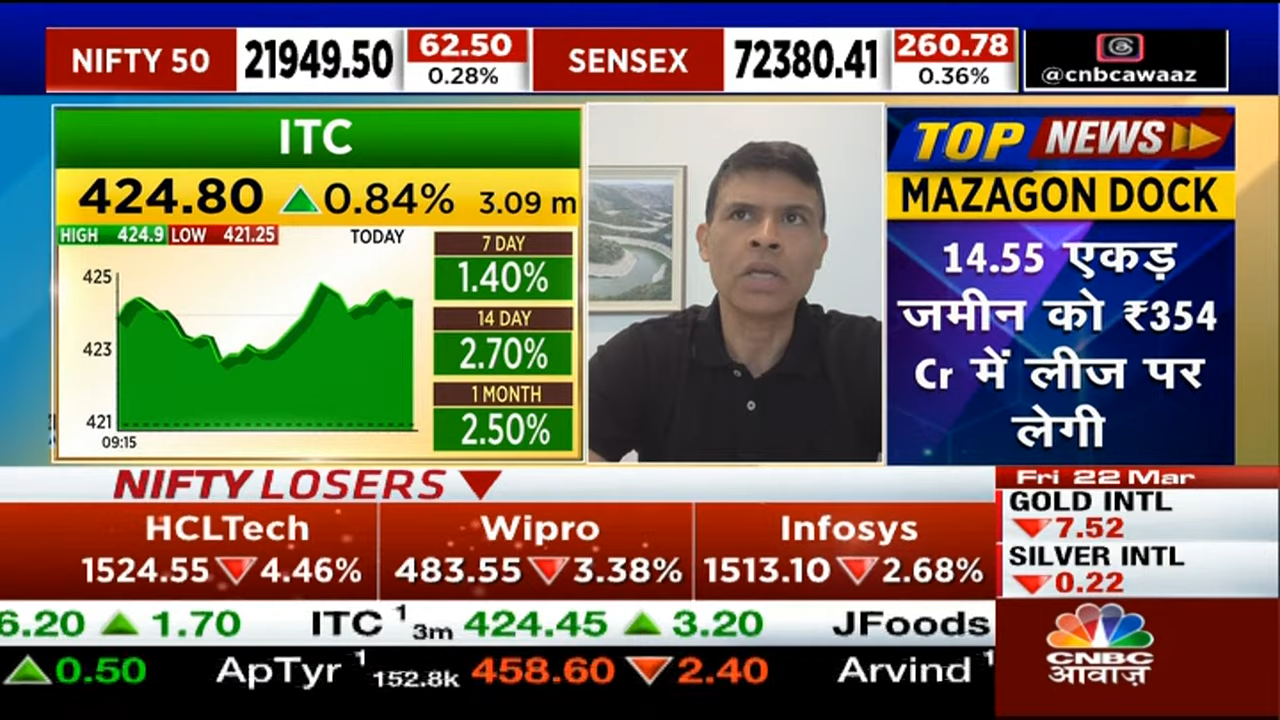 NIFTY 50 21949.50 62.50 0.28% SENSEX 72380.41 260.78 0.36%
@cnbcawaaz
ITC
424.80 0.84% 3.09 m
HIGH 424.9 LOW 421.25 TODAY
425
423
421
09:15
7 DAY
1.40%
14 DAY
2.70%
1 MONTH
2.50%
TOP NEWS
MAZAGON DOCK
14.55 एकड़
जमीन को ₹354
Cr में लीज पर
लेगी
NIFTY LOSERS
HCLTech
1524.55 4.46%
Wipro
483.55 3.38%
Infosys
1513.10 2.68%
Fri 22 Mar
GOLD INTL
7.52
SILVER INTL
0.22
6.20 1.70 ITC 1 3m 424.45 3.20 JFoods
0.50 ApTyr 1 152.8k 458.60 2.40 Arvind 1
CNBC
आवाज़